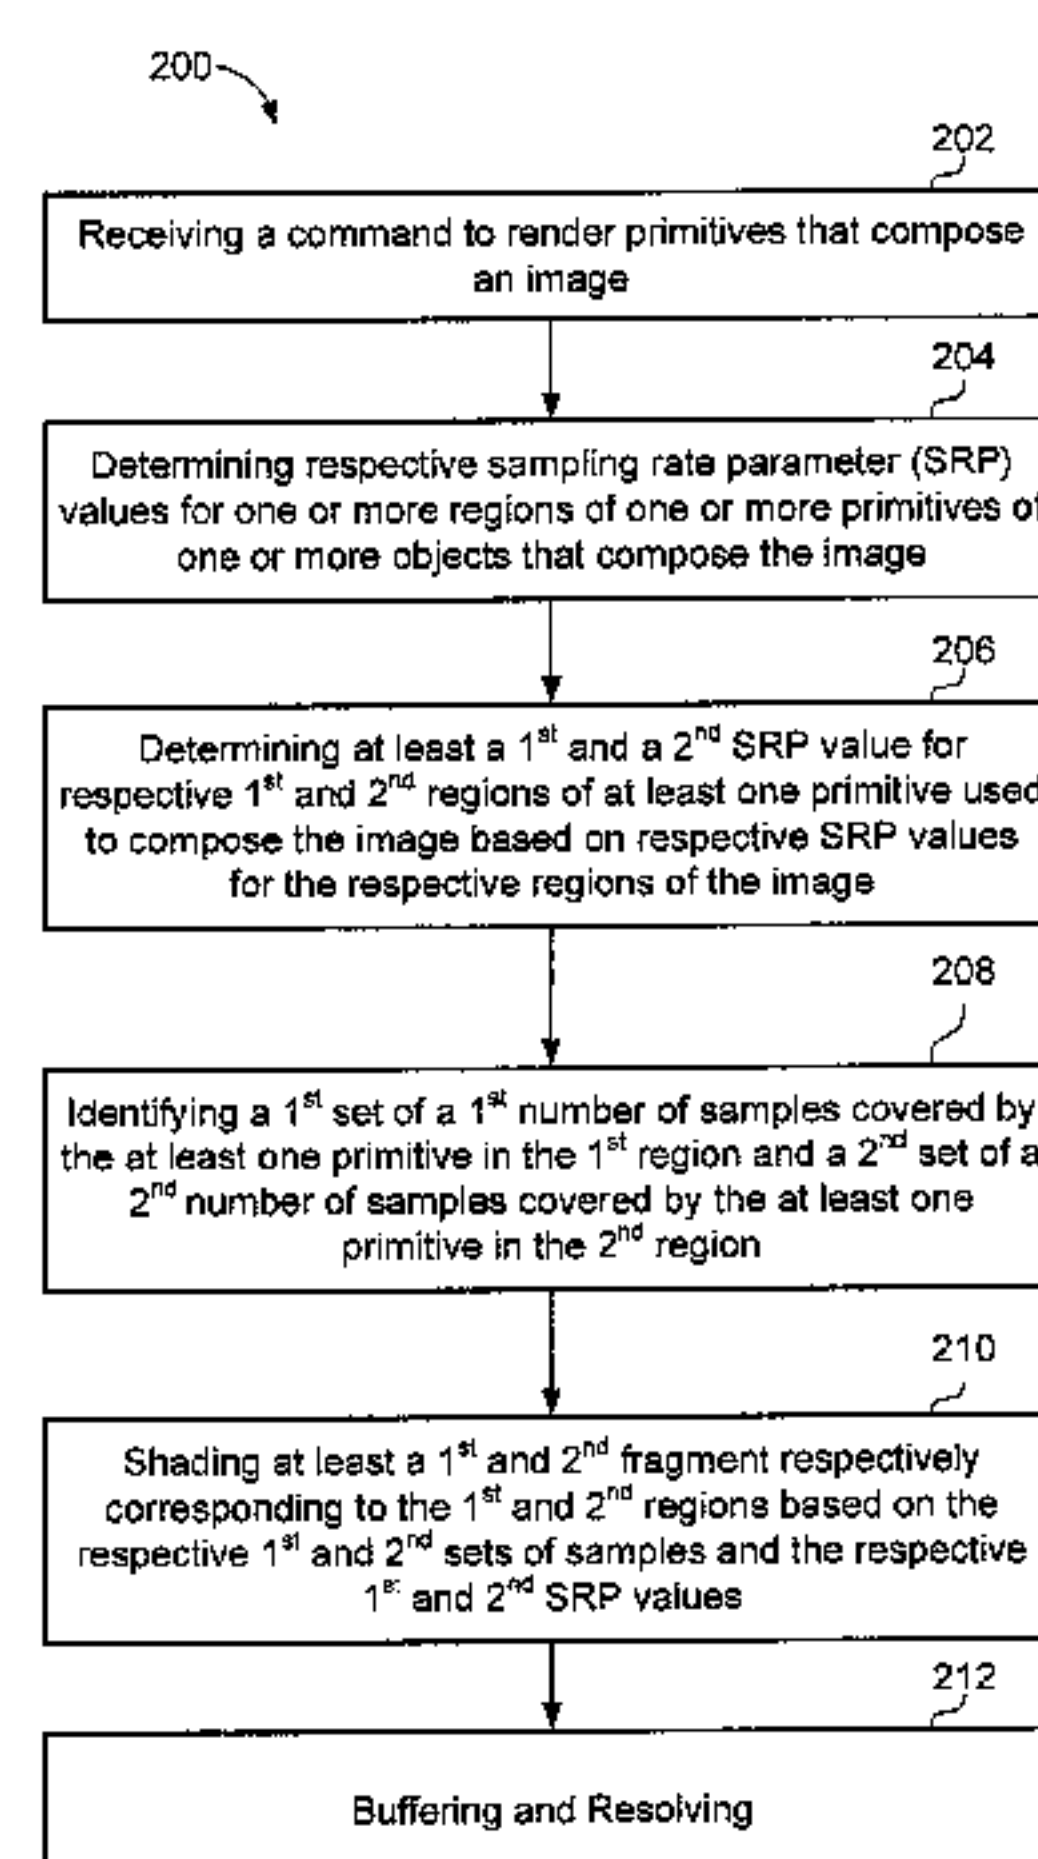 200
202
Receiving a command to render primitives that compose
an image
204
Determining respective sampling rate parameter (SRP)
values for one or more regions of one or more primitives of
one or more objects that compose the image
206
Determining at least a 1st and a 2nd SRP value for
respective 1st and 2nd regions of at least one primitive used
to compose the image based on respective SRP values
for the respective regions of the image
208
Identifying a 1st set of a 1st number of samples covered by
the at least one primitive in the 1st region and a 2nd set of a
2nd number of samples covered by the at least one
primitive in the 2nd region
210
Shading at least a 1st and 2nd fragment respectively
corresponding to the 1st and 2nd regions based on the
respective 1st and 2nd sets of samples and the respective
1st and 2nd SRP values
212
Buffering and Resolving